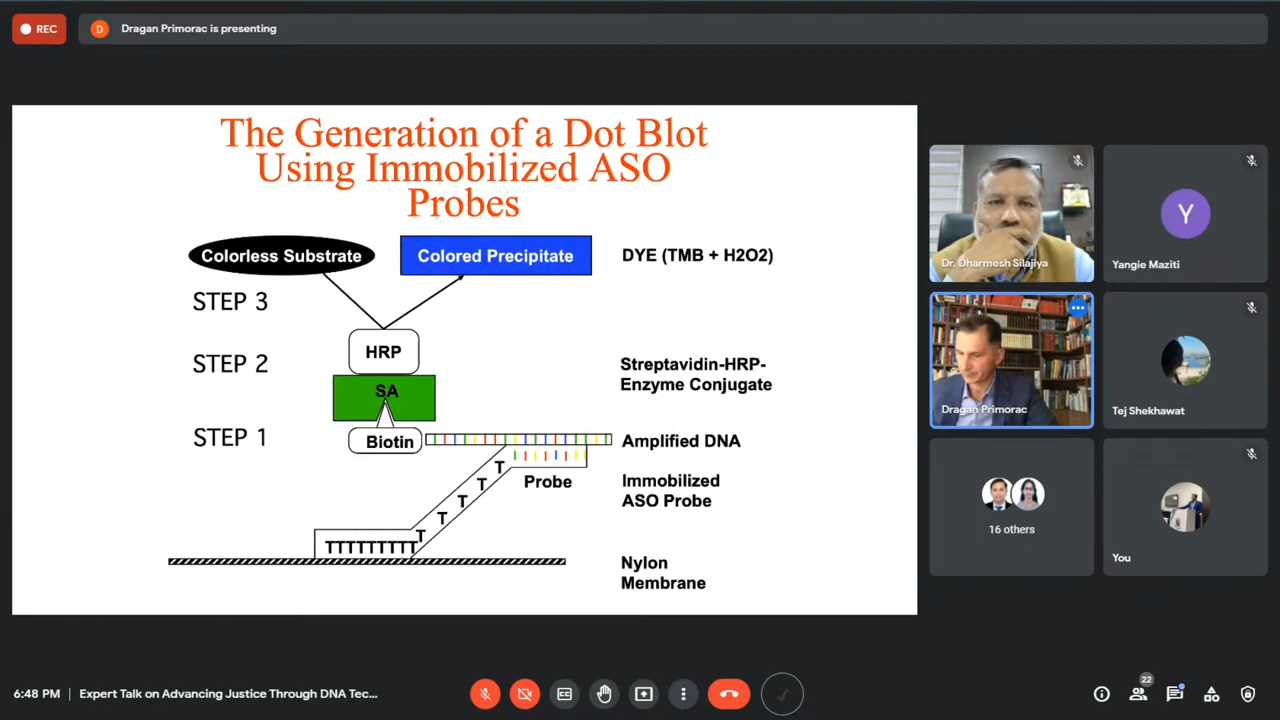 REC
D
Dragan Primorac is presenting
The Generation of a Dot Blot
Using Immobilized ASO
Probes
Colorless Substrate
Colored Precipitate
DYE (TMB + H2O2)
STEP 3
HRP
STEP 2
Streptavidin-HRP-
Enzyme Conjugate
SA
STEP 1
Biotin
Amplified DNA
T
T
T
T
T
Probe
Immobilized
ASO Probe
TTTTTTTTT
Nylon
Membrane
Dr. Dharmesh Silajiya
Y
Yangie Maziti
Dragan Primorac
Tej Shekhawat
16 others
You
6:48 PM | Expert Talk on Advancing Justice Through DNA Tec...
CC
22